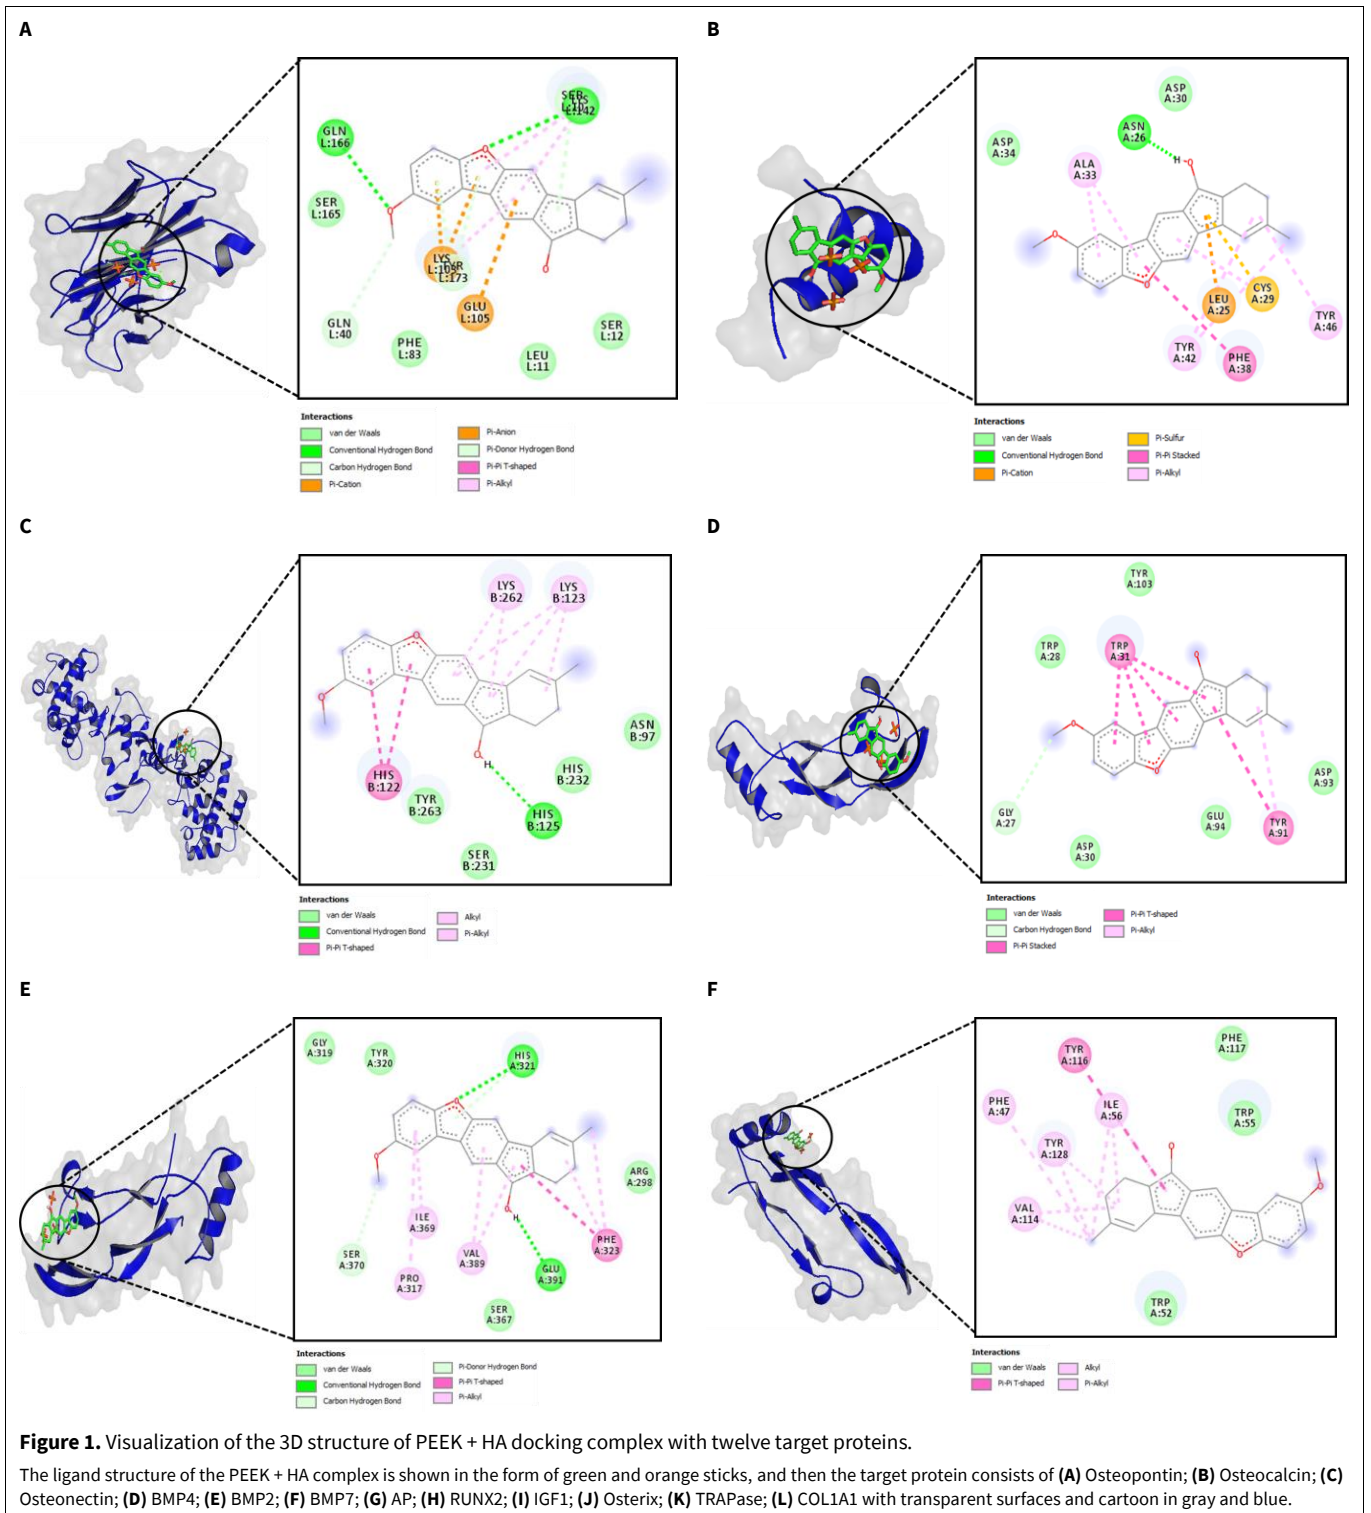 A
GLN
L:166
SER
L:165
GLN
L:40
PHE
L:83
TYR
L:173
GLU
L:105
LEU
L:11
SER
L:12
L:142
O
O
O
Interactions
van der Waals
Conventional Hydrogen Bond
Carbon Hydrogen Bond
Pi-Cation
Pi-Anion
Pi-Donor Hydrogen Bond
Pi-Pi T-shaped
Pi-Alkyl
B
ASP
A:30
ASN
A:26
ASP
A:34
ALA
A:33
H
O
O
O
LEU
A:25
CYS
A:29
TYR
A:46
TYR
A:42
PHE
A:38
Interactions
van der Waals
Conventional Hydrogen Bond
Pi-Cation
Pi-Sulfur
Pi-Pi Stacked
Pi-Alkyl
C
LYS
B:262
LYS
B:123
O
O
O
H
ASN
B:97
HIS
B:232
HIS
B:122
TYR
B:263
HIS
B:125
SER
B:231
Interactions
van der Waals
Conventional Hydrogen Bond
Pi-Pi T-shaped
Alkyl
Pi-Alkyl
D
TYR
A:103
TRP
A:28
TRP
A:31
O
O
O
ASP
A:93
GLY
A:27
GLU
A:94
TYR
A:91
ASP
A:30
Interactions
van der Waals
Carbon Hydrogen Bond
Pi-Pi Stacked
Pi-Pi T-shaped
Pi-Alkyl
E
GLY
A:319
TYR
A:320
HIS
A:321
O
O
O
H
ARG
A:298
ILE
A:369
SER
A:370
VAL
A:389
PHE
A:323
PRO
A:317
GLU
A:391
SER
A:367
Interactions
van der Waals
Conventional Hydrogen Bond
Carbon Hydrogen Bond
Pi-Donor Hydrogen Bond
Pi-Pi T-shaped
Pi-Alkyl
F
TYR
A:116
PHE
A:117
PHE
A:47
ILE
A:56
TRP
A:55
TYR
A:128
VAL
A:114
O
O
O
TRP
A:52
Interactions
van der Waals
Pi-Pi T-shaped
Alkyl
Pi-Alkyl
Figure 1. Visualization of the 3D structure of PEEK + HA docking complex with twelve target proteins.
The ligand structure of the PEEK + HA complex is shown in the form of green and orange sticks, and then the target protein consists of (A) Osteopontin; (B) Osteocalcin; (C)
Osteonectin; (D) BMP4; (E) BMP2; (F) BMP7; (G) AP; (H) RUNX2; (I) IGF1; (J) Osterix; (K) TRAPase; (L) COL1A1 with transparent surfaces and cartoon in gray and blue.